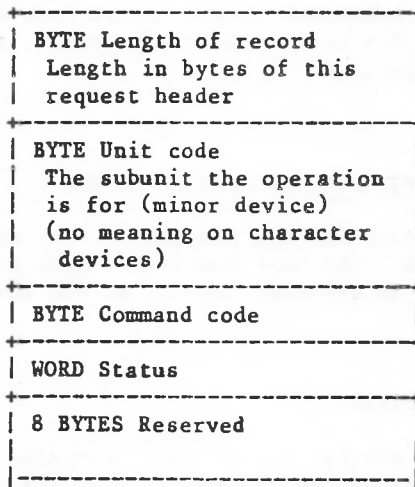 BYTE Length of record
Length in bytes of this
request header
BYTE Unit code
The subunit the operation
is for (minor device)
(no meaning on character
devices)
BYTE Command code
WORD Status
8 BYTES Reserved